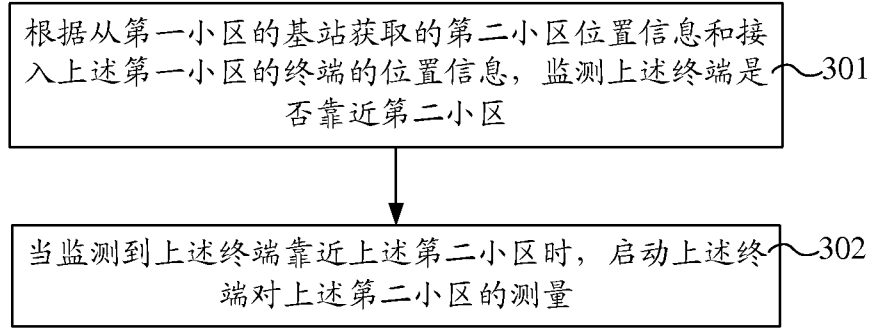 根据从第一小区的基站获取的第二小区位置信息和接
入上述第一小区的终端的位置信息，监测上述终端是
否靠近第二小区
301
当监测到上述终端靠近上述第二小区时，启动上述终
端对上述第二小区的测量
302